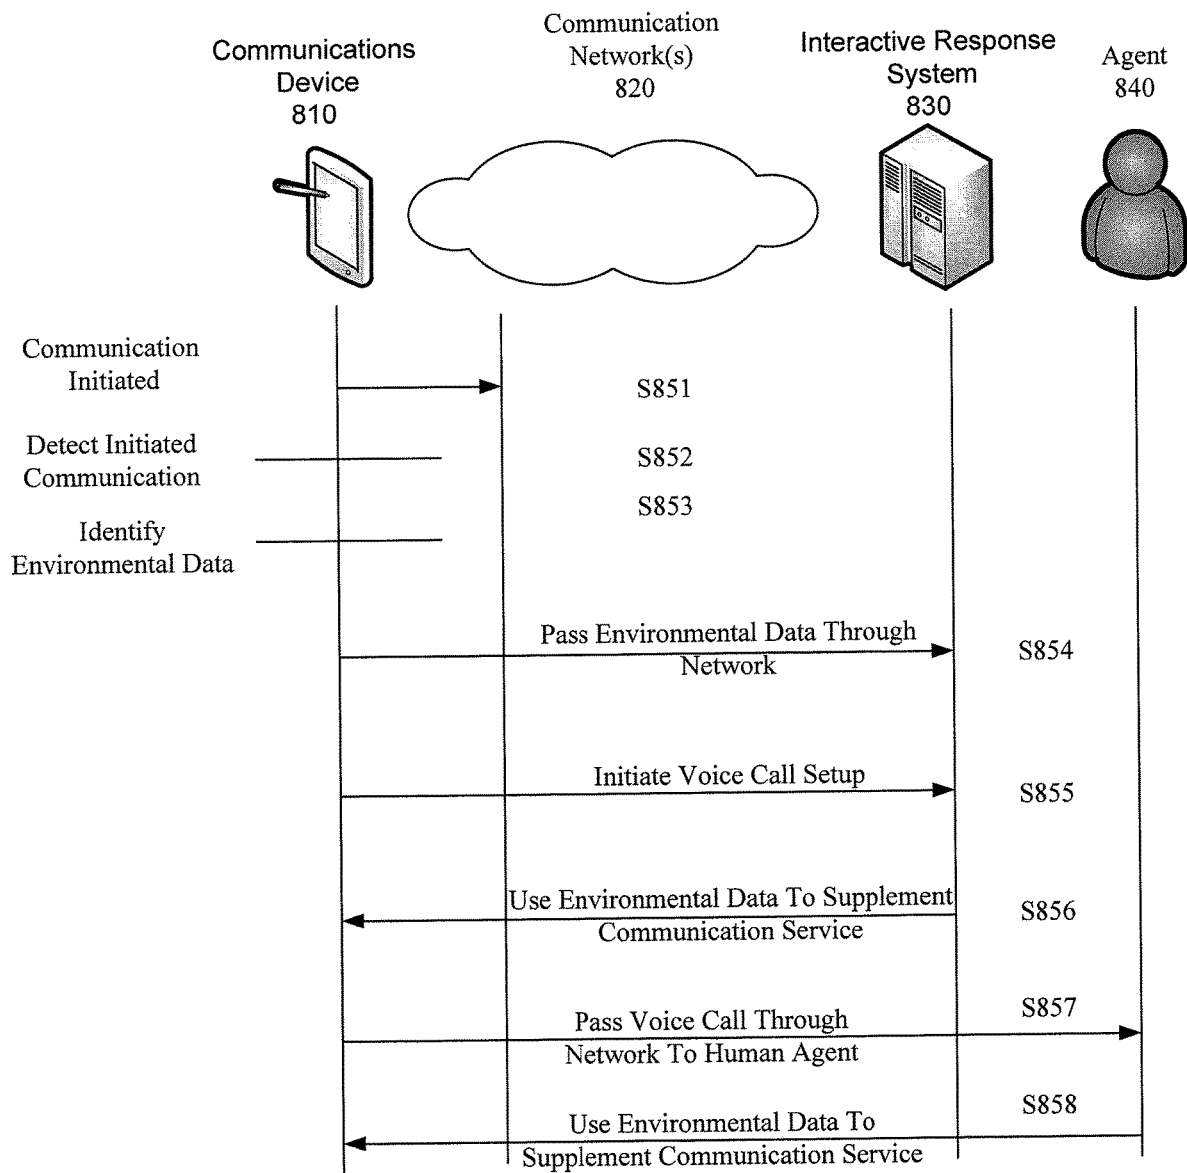 Communications
Device
810
Communication
Network(s)
820
Interactive Response
System
830
Agent
840
Communication
Initiated
S851
Detect Initiated
Communication
S852
S853
Identify
Environmental Data
Pass Environmental Data Through
Network
S854
Initiate Voice Call Setup
S855
Use Environmental Data To Supplement
Communication Service
S856
Pass Voice Call Through
Network To Human Agent
S857
Use Environmental Data To
Supplement Communication Service
S858